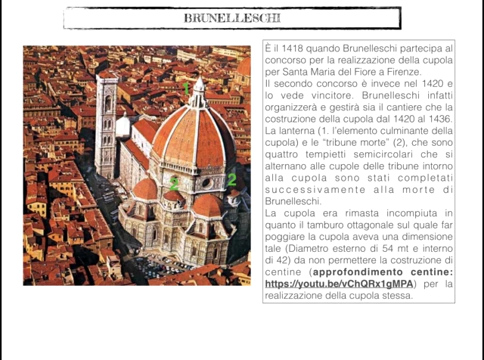 BRUNELLESCHI
È il 1418 quando Brunelleschi partecipa al
concorso per la realizzazione della cupola
per Santa Maria del Fiore a Firenze.
Il secondo concorso è invece nel 1420 e
lo vede vincitore. Brunelleschi infatti
organizzerà e gestirà sia il cantiere che la
costruzione della cupola dal 1420 al 1436.
La lanterna (1. l'elemento culminante della
cupola) e le "tribune morte" (2), che sono
quattro tempietti semicircolari che si
alternano alle cupole delle tribune intorno
alla cupola sono stati completati
successivamente alla morte di
Brunelleschi.
La cupola era rimasta incompiuta in
quanto il tamburo ottagonale sul quale far
poggiare la cupola aveva una dimensione
tale (Diametro esterno di 54 mt e interno
di 42) da non permettere la costruzione di
centine (approfondimento centine:
https://youtu.be/vChQRx1gMPA) per la
realizzazione della cupola stessa.
1
2
2